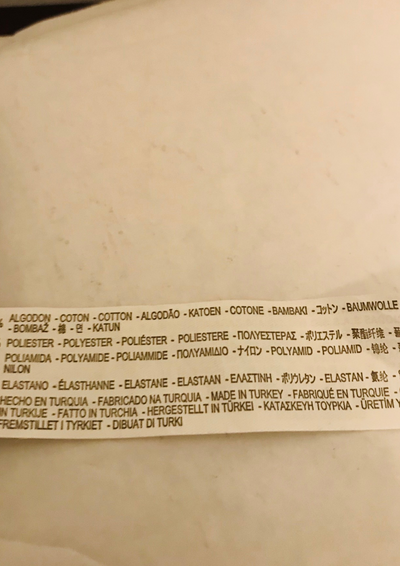 % ALGODON - COTON - COTTON - ALGODÃO - KATOEN - COTONE - BAMBAKI - コットン - BAUMWOLLE
- BOMBAŽ - 棉 - 면 - KATUN
% POLIESTER - POLYESTER - POLIÉSTER - POLIESTERE - ΠΟΛΥΕΣΤΕΡΑΣ - ポリエステル - 聚酯纤维 -
POLIAMIDA - POLYAMIDE - POLIAMMIDE - ΠΟΛΥΑΜΙΔΙΟ - ナイロン - POLYAMID - POLIAMID - 锦纶 -
NILON
ELASTANO - ÉLASTHANNE - ELASTANE - ELASTAAN - ΕΛΑΣΤΙΝΗ - ポリウレタン - ELASTAN - 氨纶 -
HECHO EN TURQUIA - FABRICADO NA TURQUIA - MADE IN TURKEY - FABRIQUÉ EN TURQUIE -
IN TURKIJE - FATTO IN TURCHIA - HERGESTELLT IN TÜRKEI - ΚΑΤΑΣΚΕΥΗ ΤΟΥΡΚΙΑ - ÜRETİM
FREMSTILLET I TYRKIET - DIBUAT DI TURKI